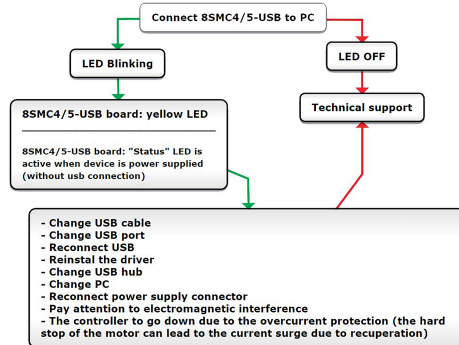 Connect 8SMC4/5-USB to PC
LED Blinking
LED OFF
8SMC4/5-USB board: yellow LED
Technical support
8SMC4/5-USB board: "Status" LED is
active when device is power supplied
(without usb connection)
- Change USB cable
- Change USB port
- Reconnect USB
- Reinstal the driver
- Change USB hub
- Change PC
- Reconnect power supply connector
- Pay attention to electromagnetic interference
- The controller to go down due to the overcurrent protection (the hard
stop of the motor can lead to the current surge due to recuperation)